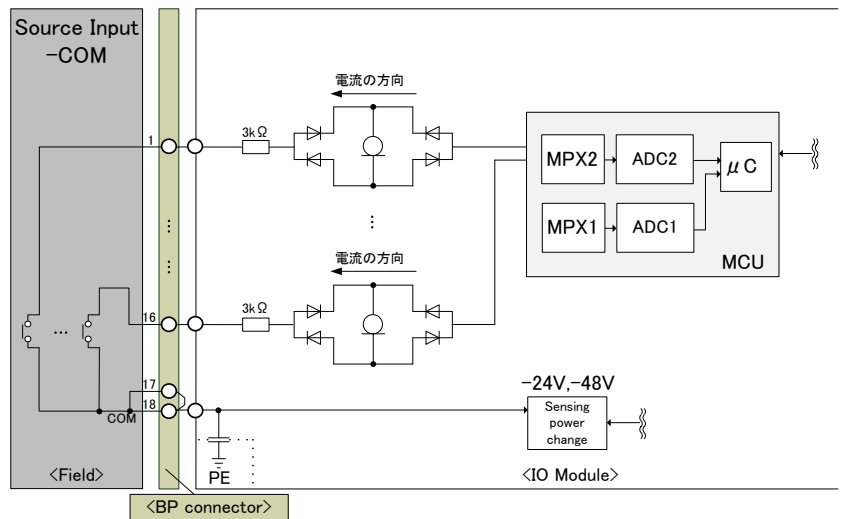 Source Input
-COM
電流の方向
3kΩ
1
MPX2
ADC2
μC
MPX1
ADC1
MCU
電流の方向
3kΩ
16
17
18
COM
-24V,-48V
Sensing
power
change
PE
<Field>
<IO Module>
<BP connector>